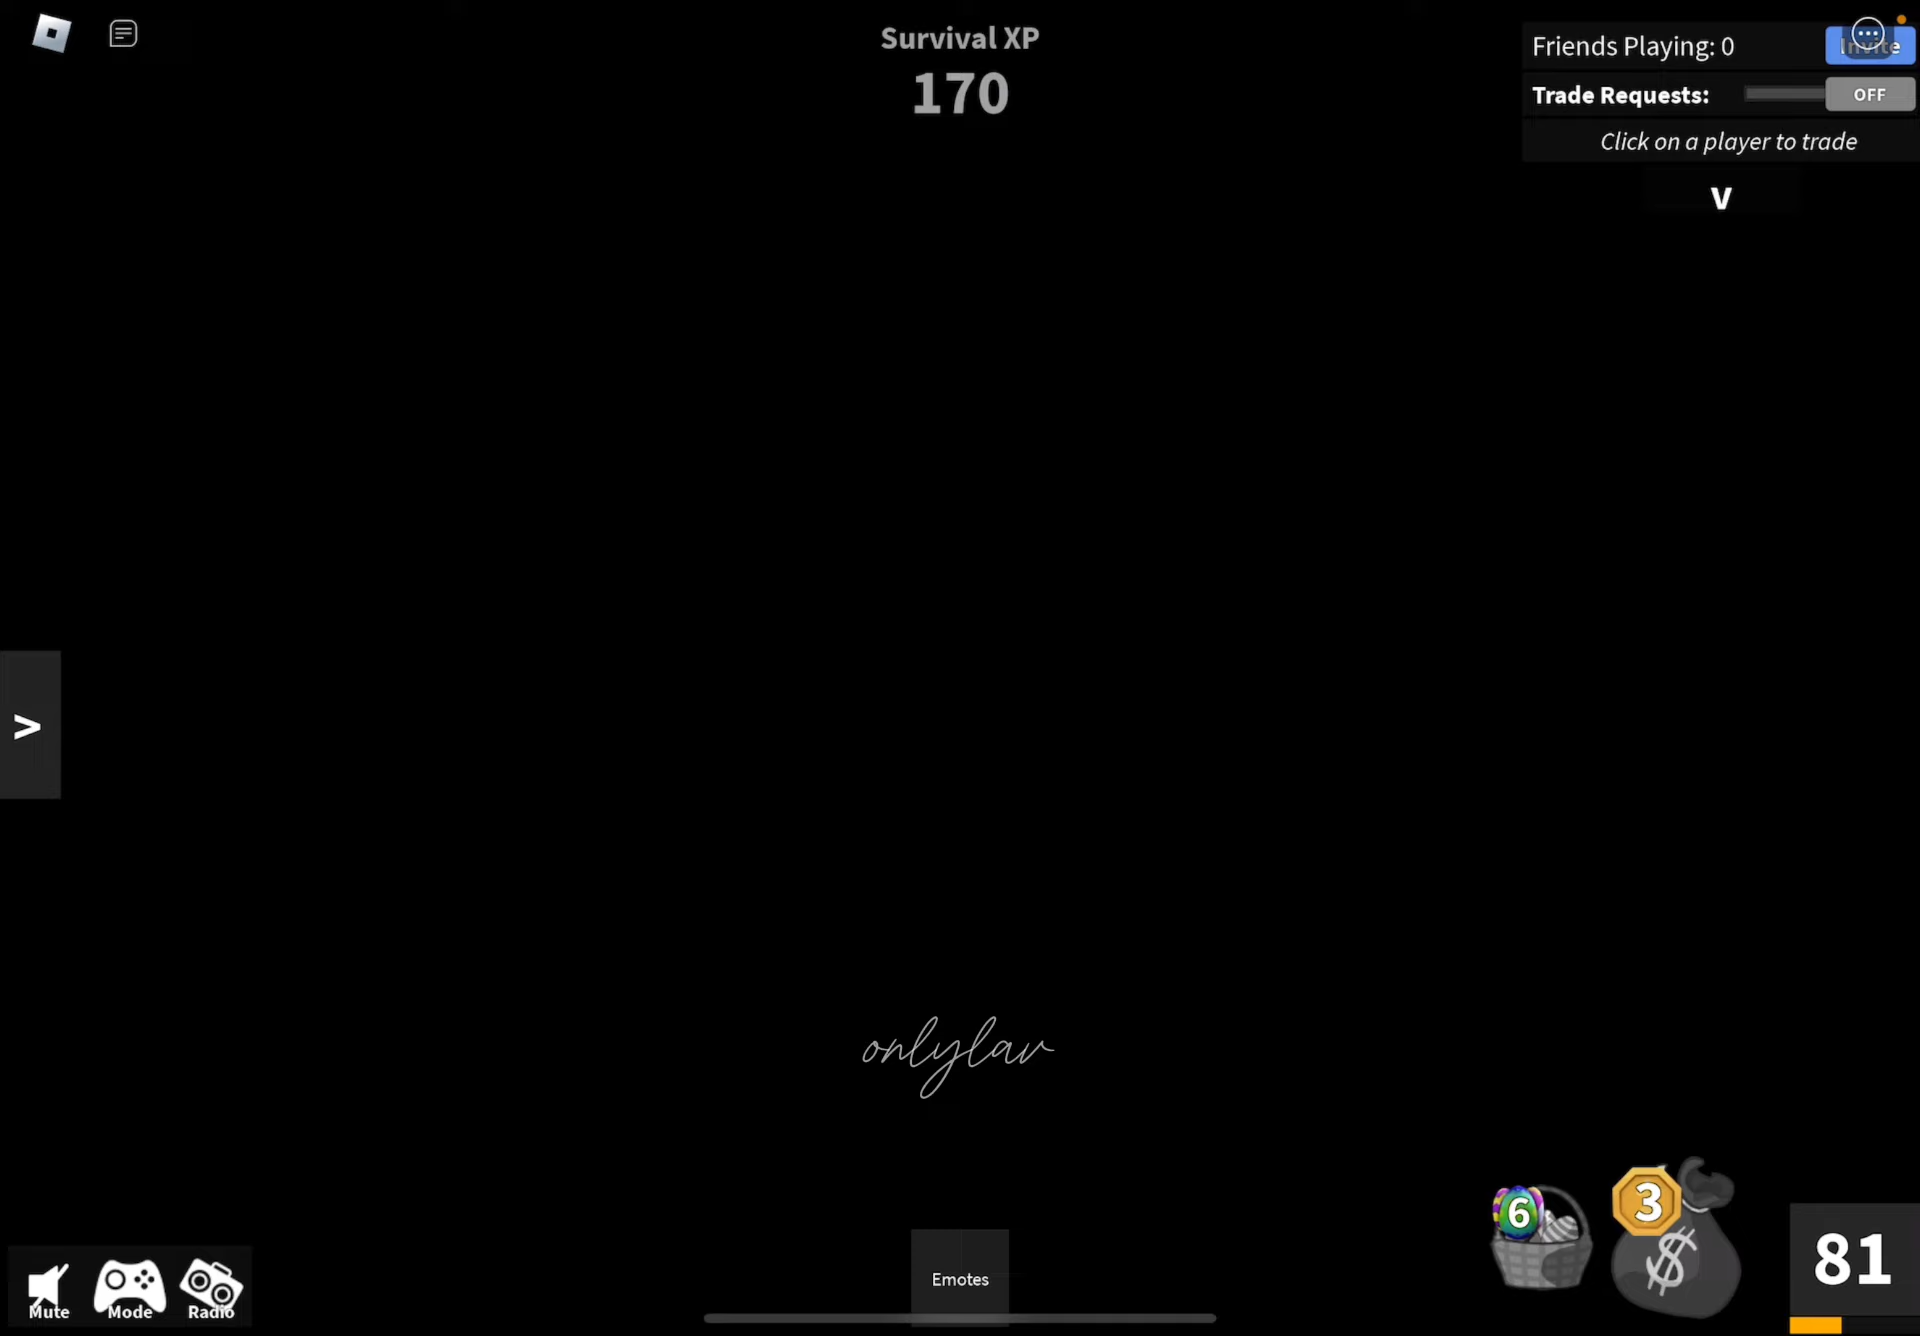 Survival XP
170
Friends Playing: 0
Invite
Trade Requests:
OFF
Click on a player to trade
V
>
onlylav
6
3
$
81
Emotes
Mute
Mode
Radio